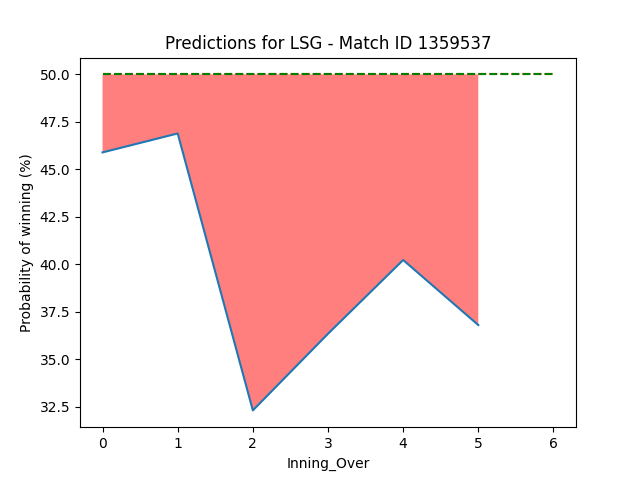 Predictions for LSG - Match ID 1359537
Probability of winning (%)
50.0
47.5
45.0
42.5
40.0
37.5
35.0
32.5
0 1 2 3 4 5 6
Inning_Over